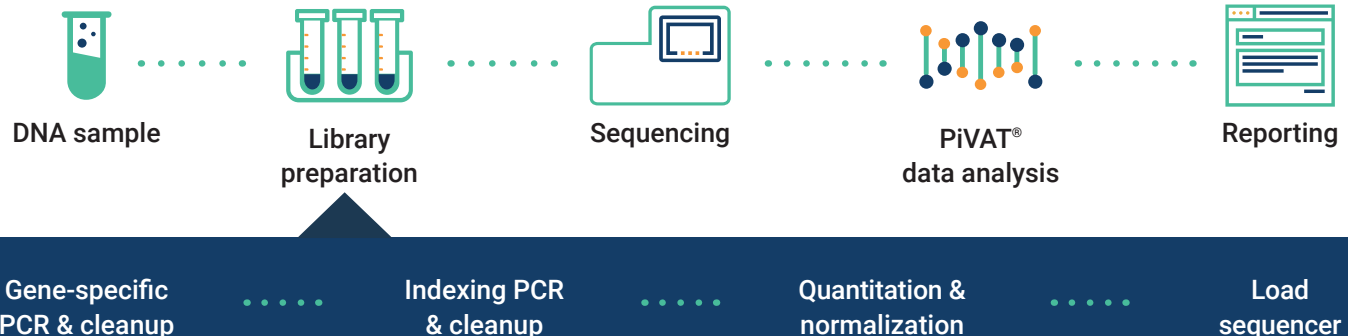 DNA sample
Library
preparation
Sequencing
PiVAT®
data analysis
Reporting
Gene-specific
PCR & cleanup
Indexing PCR
& cleanup
Quantitation &
normalization
Load
sequencer